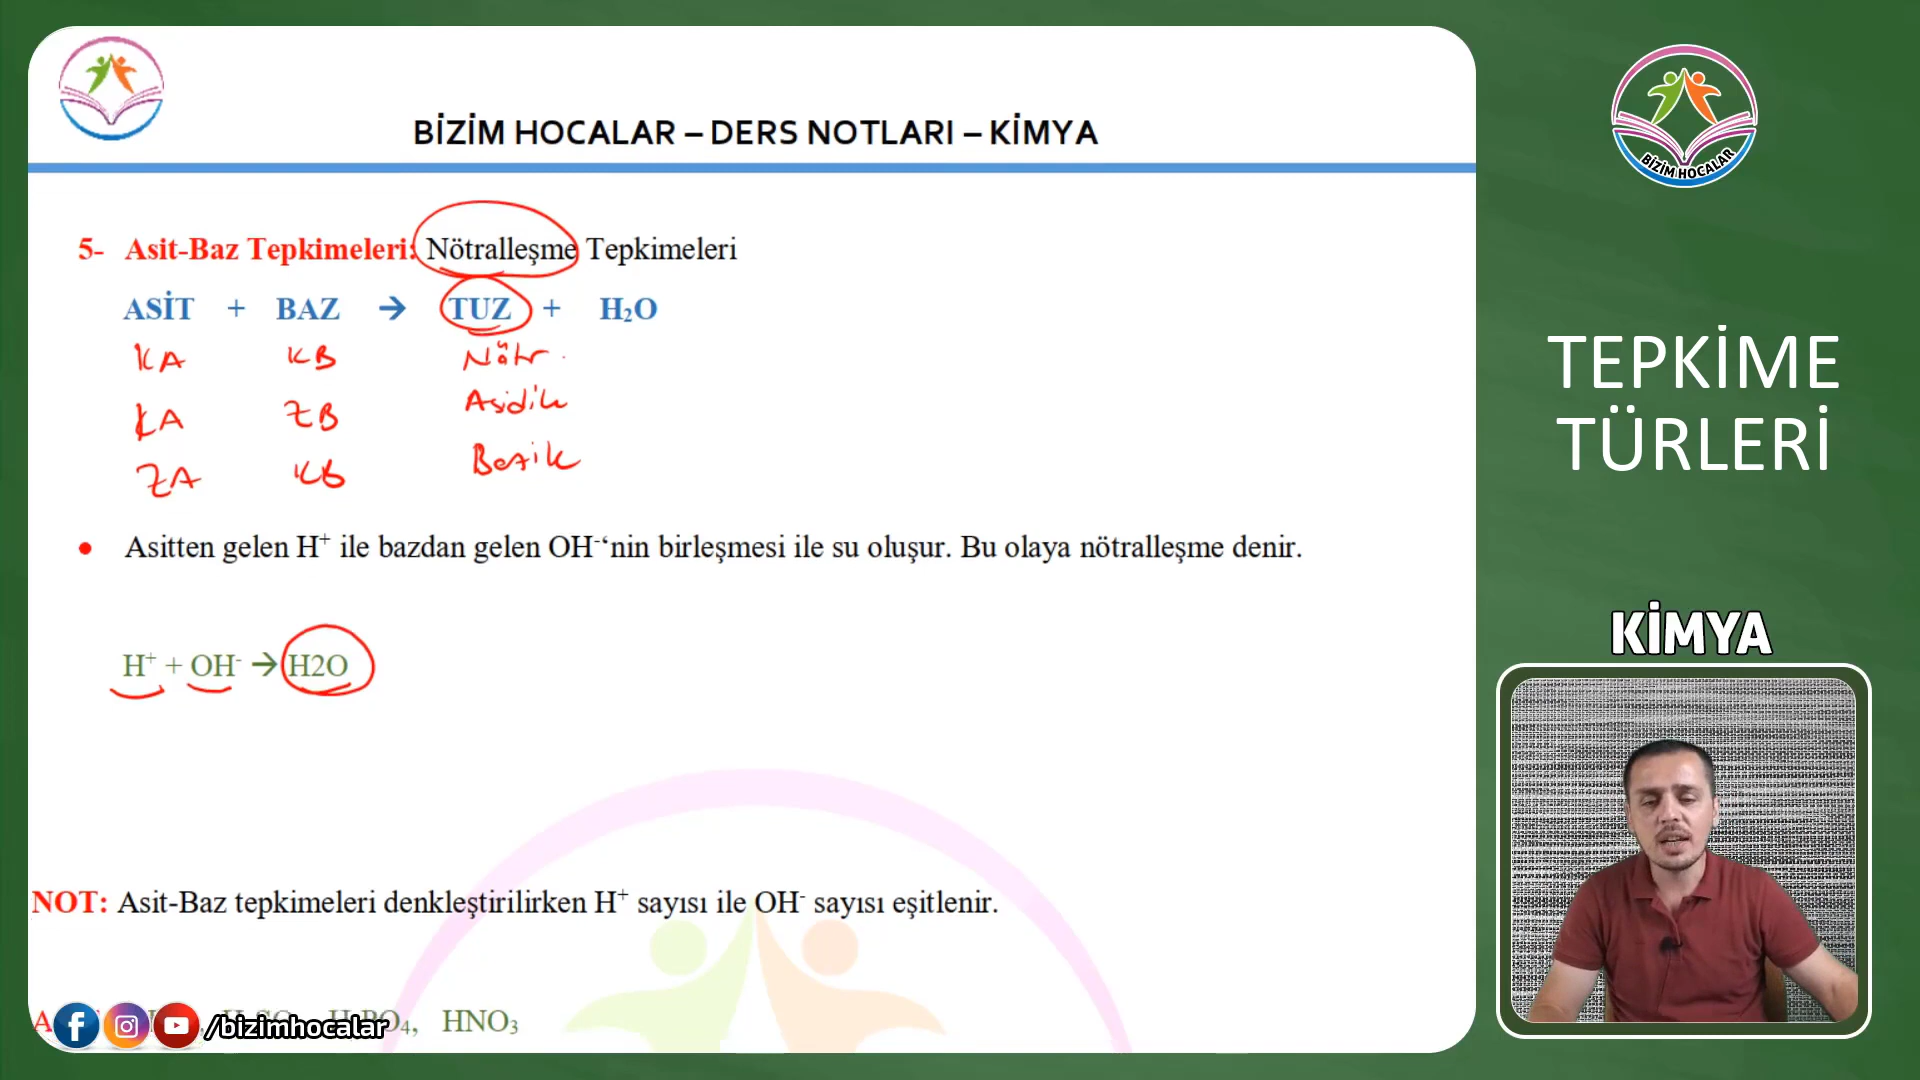 BİZİM HOCALAR – DERS NOTLARI – KİMYA
BİZİM HOCALAR
5- Asit-Baz Tepkimeleri: Nötralleşme Tepkimeleri
ASİT + BAZ → TUZ + H₂O
KA KB Nötr
KA ZB Asidik
ZA KB Bazik
• Asitten gelen H⁺ ile bazdan gelen OH⁻‘nin birleşmesi ile su oluşur. Bu olaya nötralleşme denir.
H⁺ + OH⁻ → H2O
NOT: Asit-Baz tepkimeleri denkleştirilirken H⁺ sayısı ile OH⁻ sayısı eşitlenir.
HNO₃
/bizimhocalar
TEPKİME
TÜRLERİ
KİMYA